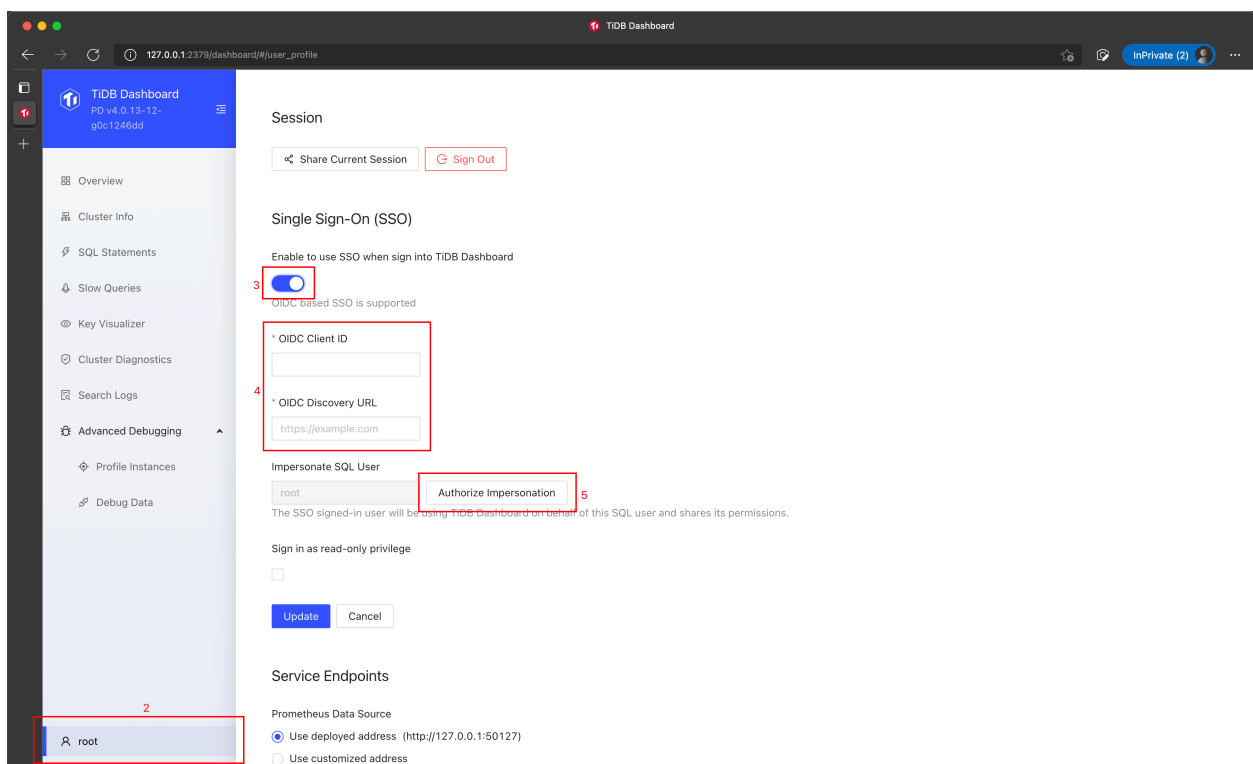 TiDB Dashboard
127.0.0.1:2379/dashboard/#/user_profile
InPrivate (2)
TiDB Dashboard
PD v4.0.13-12-
g0c1246dd
Overview
Cluster Info
SQL Statements
Slow Queries
Key Visualizer
Cluster Diagnostics
Search Logs
Advanced Debugging
Profile Instances
Debug Data
2
root
Session
Share Current Session
Sign Out
Single Sign-On (SSO)
Enable to use SSO when sign into TiDB Dashboard
3
OIDC based SSO is supported
* OIDC Client ID
4
* OIDC Discovery URL
https://example.com
Impersonate SQL User
root
Authorize Impersonation
5
The SSO signed-in user will be using TiDB Dashboard on behalf of this SQL user and shares its permissions.
Sign in as read-only privilege
Update
Cancel
Service Endpoints
Prometheus Data Source
Use deployed address (http://127.0.0.1:50127)
Use customized address